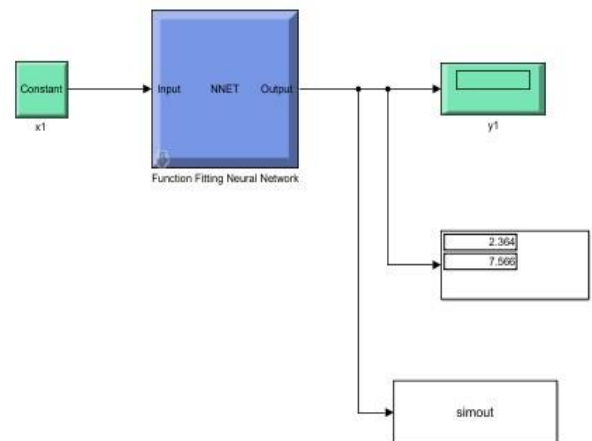 Constant
x1
Input NNET Output
Function Fitting Neural Network
y1
2.364
7.566
simout